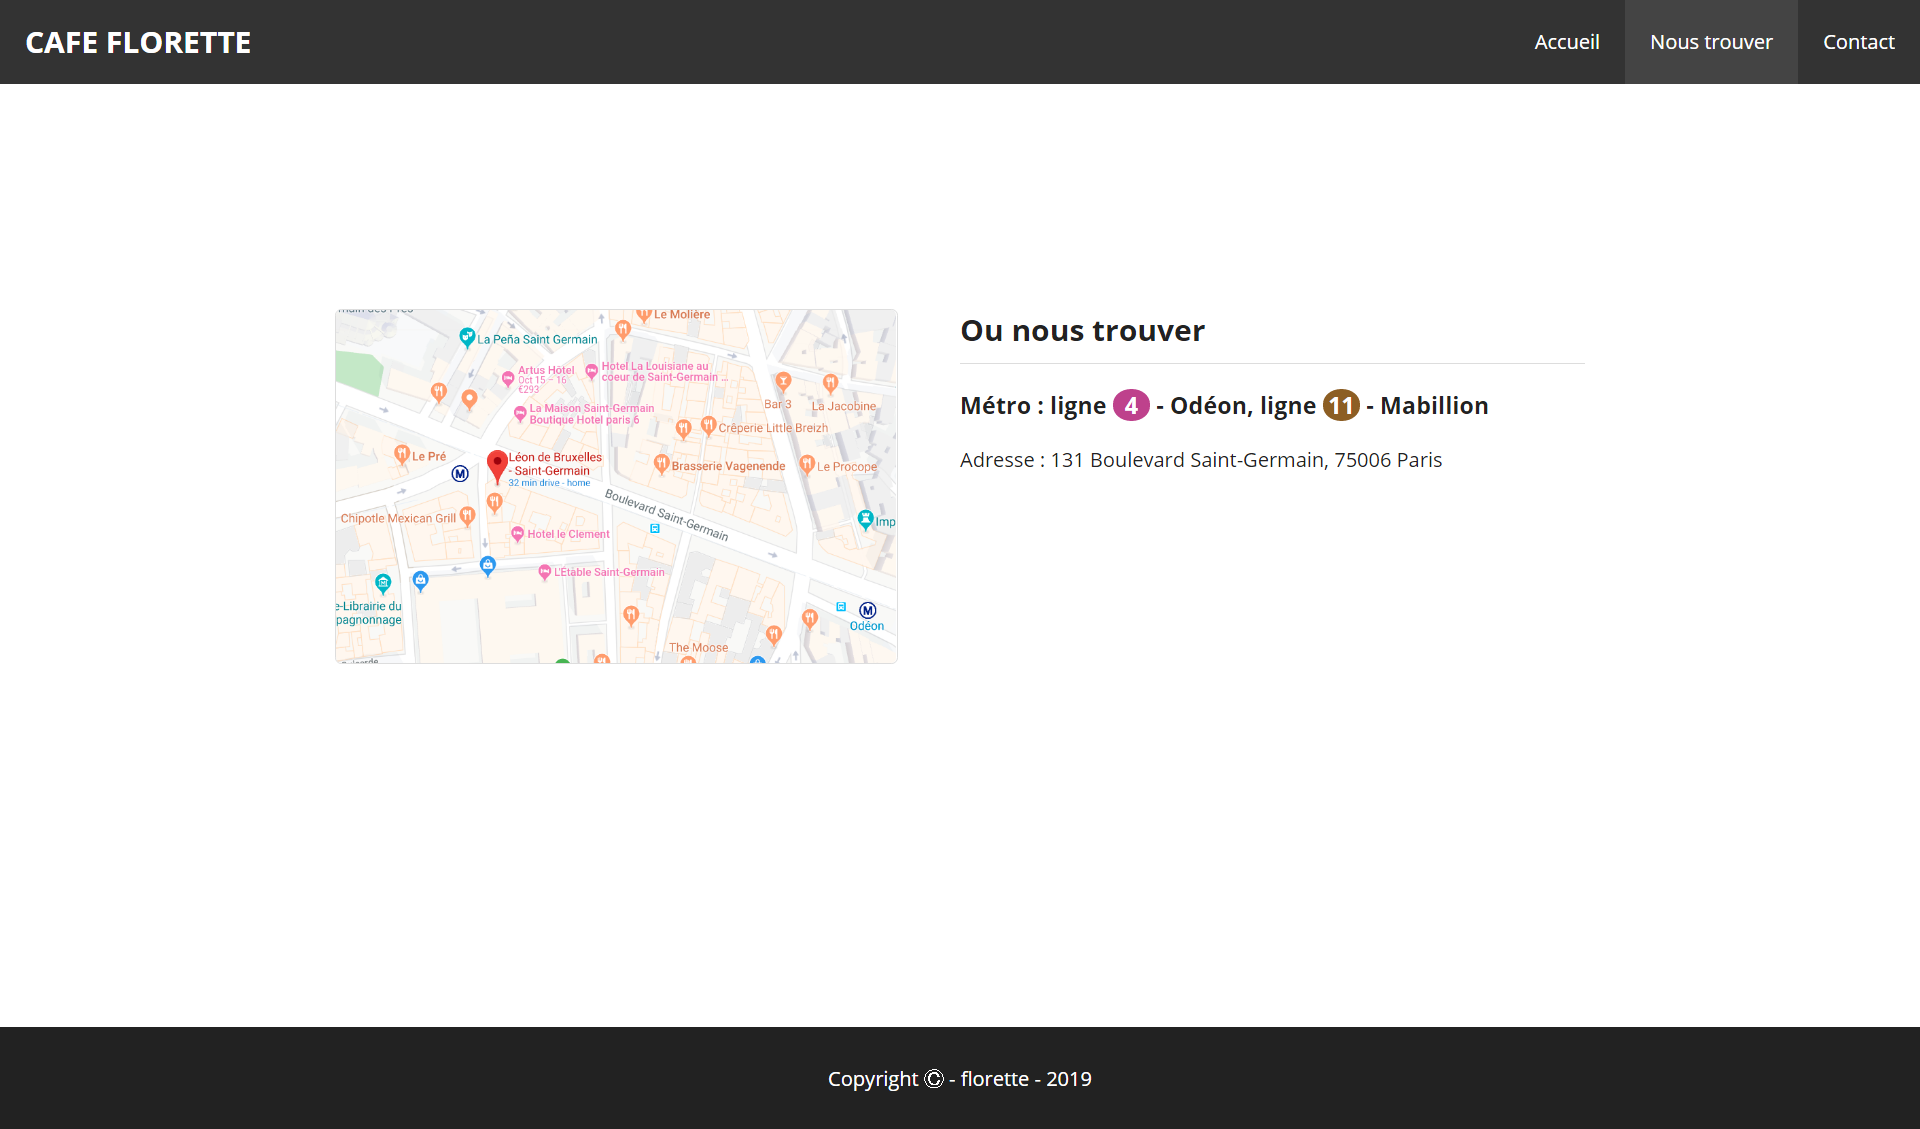 CAFE FLORETTE
Accueil
Nous trouver
Contact
Le Molière
La Peña Saint Germain
Artus Hôtel
Oct 15 – 16
€293
Hotel La Louisiane au
coeur de Saint-Germain ...
La Maison Saint-Germain
Boutique Hotel paris 6
Bar 3
La Jacobine
Crêperie Little Breizh
Le Pré
M
Léon de Bruxelles
- Saint-Germain
32 min drive - home
Brasserie Vagenende
Le Procope
Boulevard Saint-Germain
Chipotle Mexican Grill
Imp
Hotel le Clement
L'Étable Saint-Germain
e-Librairie du
pagnonnage
M
Odéon
The Moose
Ou nous trouver
Métro : ligne 4 - Odéon, ligne 11 - Mabillion
Adresse : 131 Boulevard Saint-Germain, 75006 Paris
Copyright © - florette - 2019